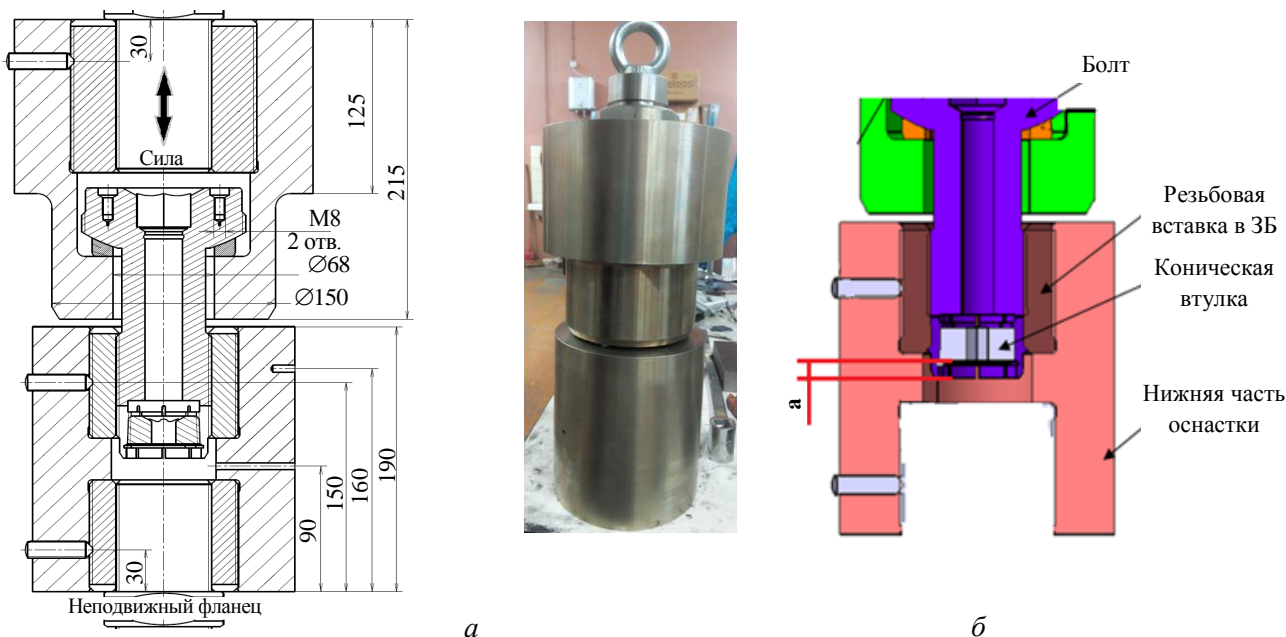 30
Сила
125
215
М8
2 отв.
∅68
∅150
30
90
150
160
190
Неподвижный фланец
а
Болт
Резьбовая
вставка в ЗБ
Коническая
втулка
а
Нижняя часть
оснастки
б